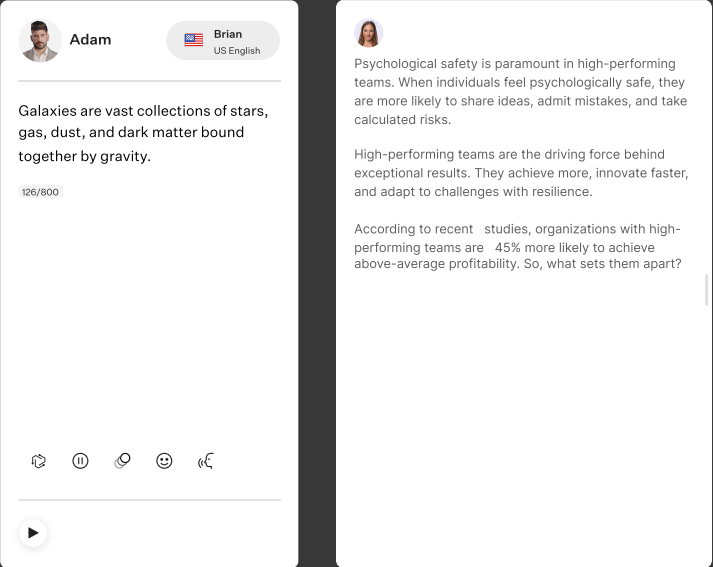 Adam
Brian
US English
Galaxies are vast collections of stars,
gas, dust, and dark matter bound
together by gravity.
126/800
Psychological safety is paramount in high-performing
teams. When individuals feel psychologically safe, they
are more likely to share ideas, admit mistakes, and take
calculated risks.
High-performing teams are the driving force behind
exceptional results. They achieve more, innovate faster,
and adapt to challenges with resilience.
According to recent studies, organizations with high-
performing teams are 45% more likely to achieve
above-average profitability. So, what sets them apart?